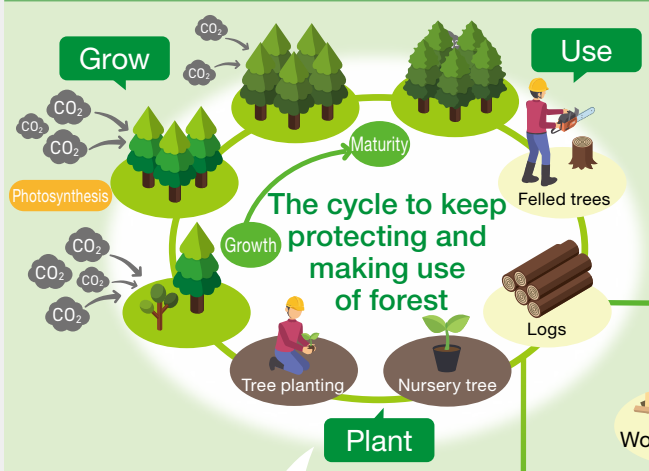 CO₂
CO₂
Grow
Use
CO₂
CO₂
CO₂
Maturity
Photosynthesis
Felled trees
The cycle to keep
protecting and
making use
of forest
Growth
CO₂
CO₂
CO₂
CO₂
Logs
Tree planting
Nursery tree
Plant
Wo